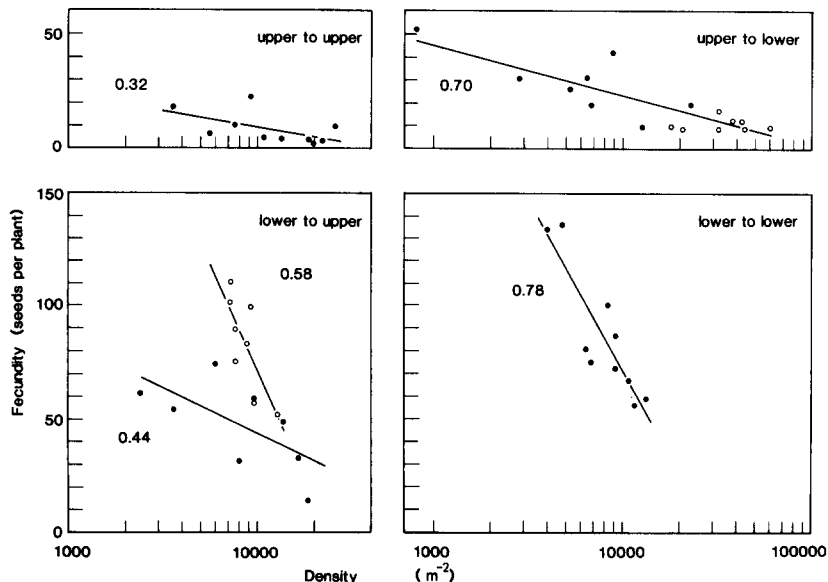 60
upper to upper
0.32
0
upper to lower
0.70
150
lower to upper
0.58
100
50
0.44
0
Fecundity (seeds per plant)
lower to lower
0.78
1000 10000 1000 10000 100000
Density (m⁻²)